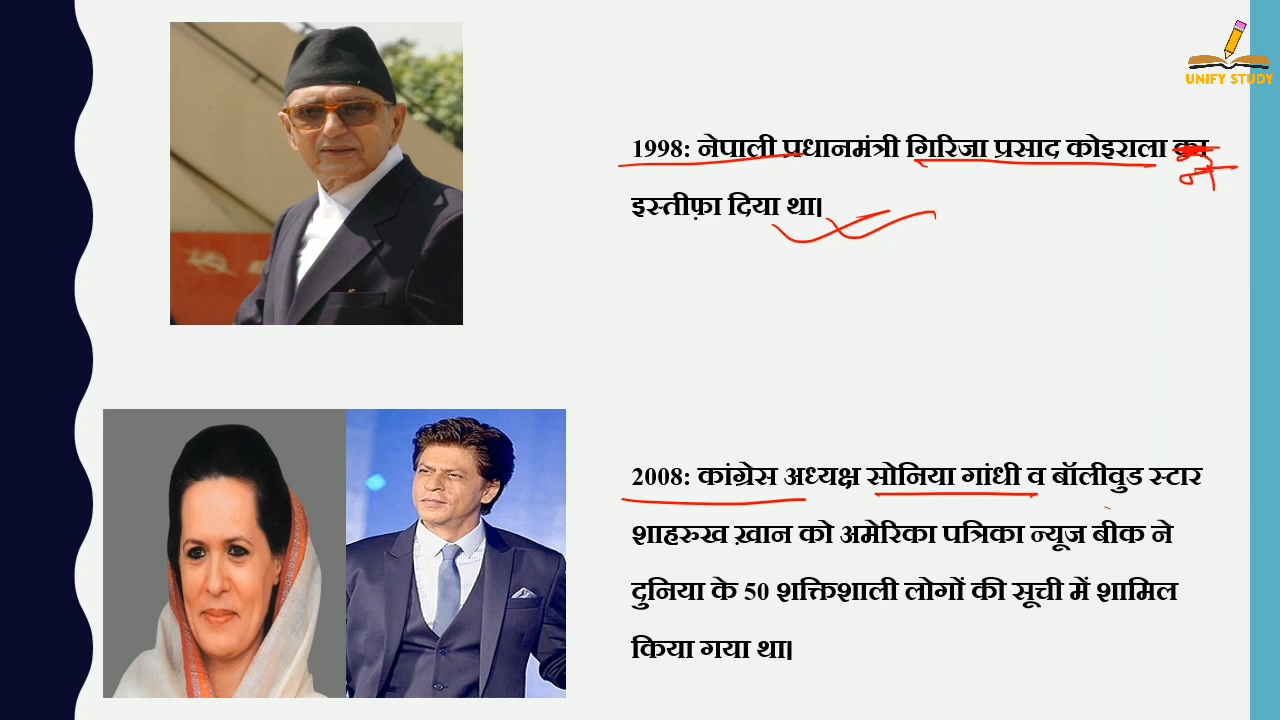 UNIFY STUDY
1998: नेपाली प्रधानमंत्री गिरिजा प्रसाद कोइराला का ने
इस्तीफ़ा दिया था।
2008: कांग्रेस अध्यक्ष सोनिया गांधी व बॉलीवुड स्टार
शाहरुख ख़ान को अमेरिका पत्रिका न्यूज बीक ने
दुनिया के 50 शक्तिशाली लोगों की सूची में शामिल
किया गया था।